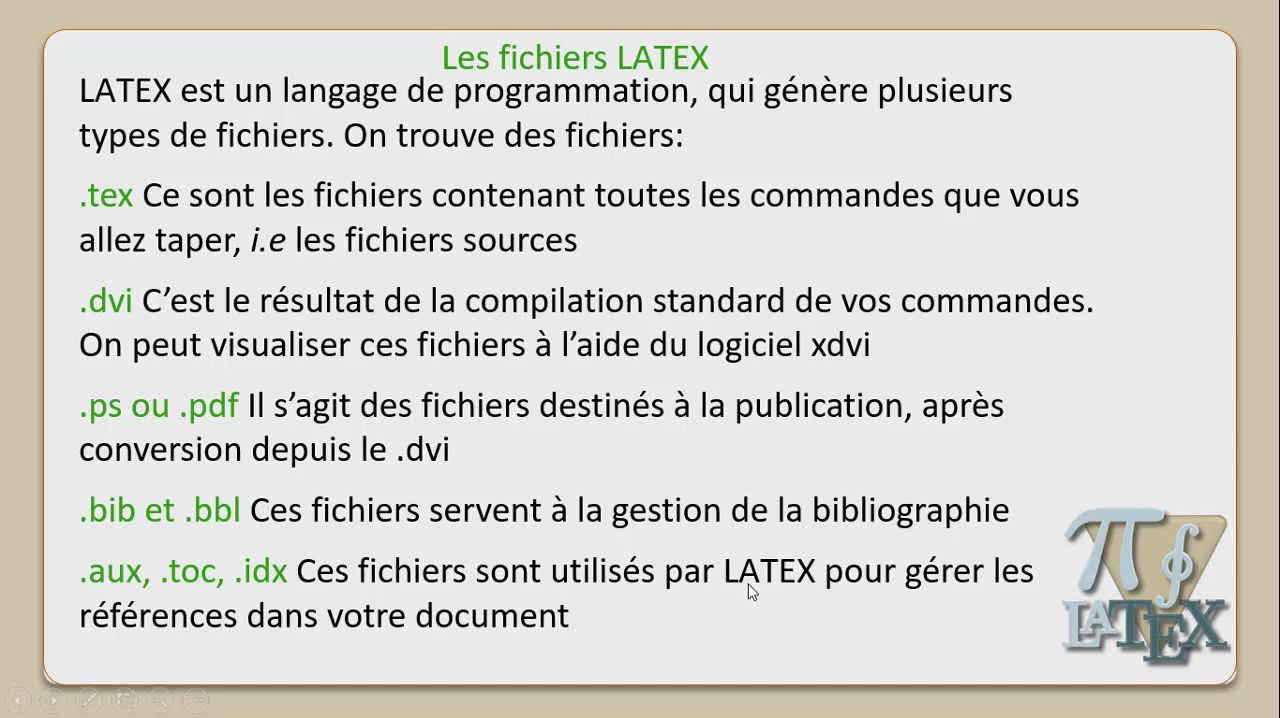 Les fichiers LATEX
LATEX est un langage de programmation, qui génère plusieurs
types de fichiers. On trouve des fichiers:
.tex Ce sont les fichiers contenant toutes les commandes que vous
allez taper, i.e les fichiers sources
.dvi C’est le résultat de la compilation standard de vos commandes.
On peut visualiser ces fichiers à l’aide du logiciel xdvi
.ps ou .pdf Il s’agit des fichiers destinés à la publication, après
conversion depuis le .dvi
.bib et .bbl Ces fichiers servent à la gestion de la bibliographie
.aux, .toc, .idx Ces fichiers sont utilisés par LATEX pour gérer les
références dans votre document
π ∮
LATEX